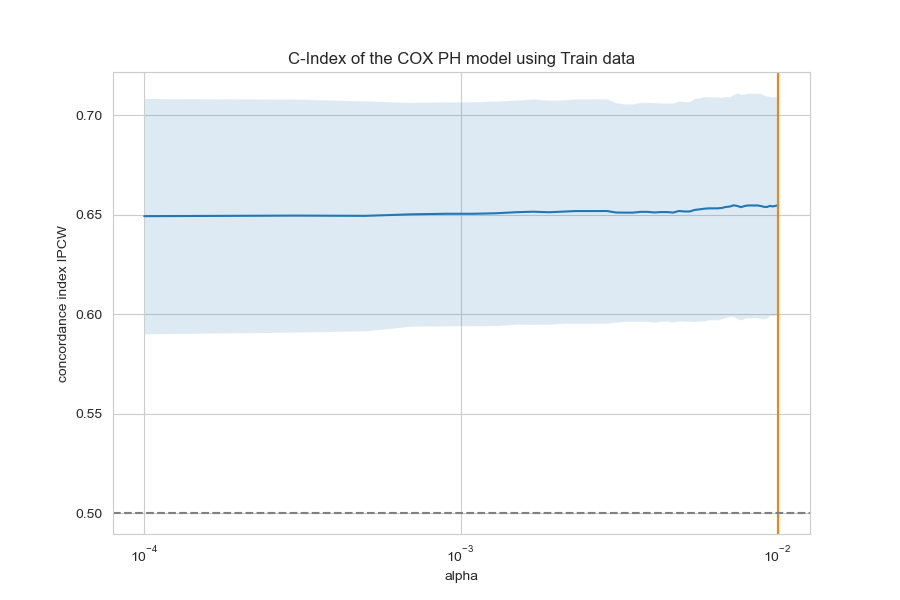 C-Index of the COX PH model using Train data
concordance index IPCW
0.70
0.65
0.60
0.55
0.50
10⁻⁴ 10⁻³ 10⁻²
alpha